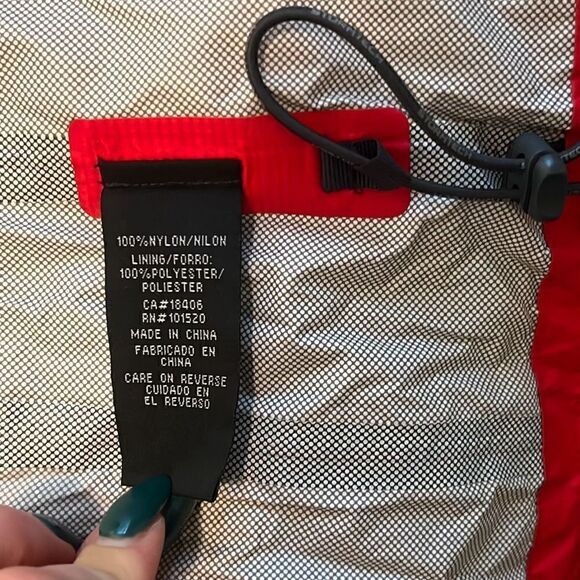 100%NYLON/NILON
LINING/FORRO:
100%POLYESTER/
POLIESTER
CA#18406
RN#101520
MADE IN CHINA
FABRICADO EN
CHINA
CARE ON REVERSE
CUIDADO EN
EL REVERSO